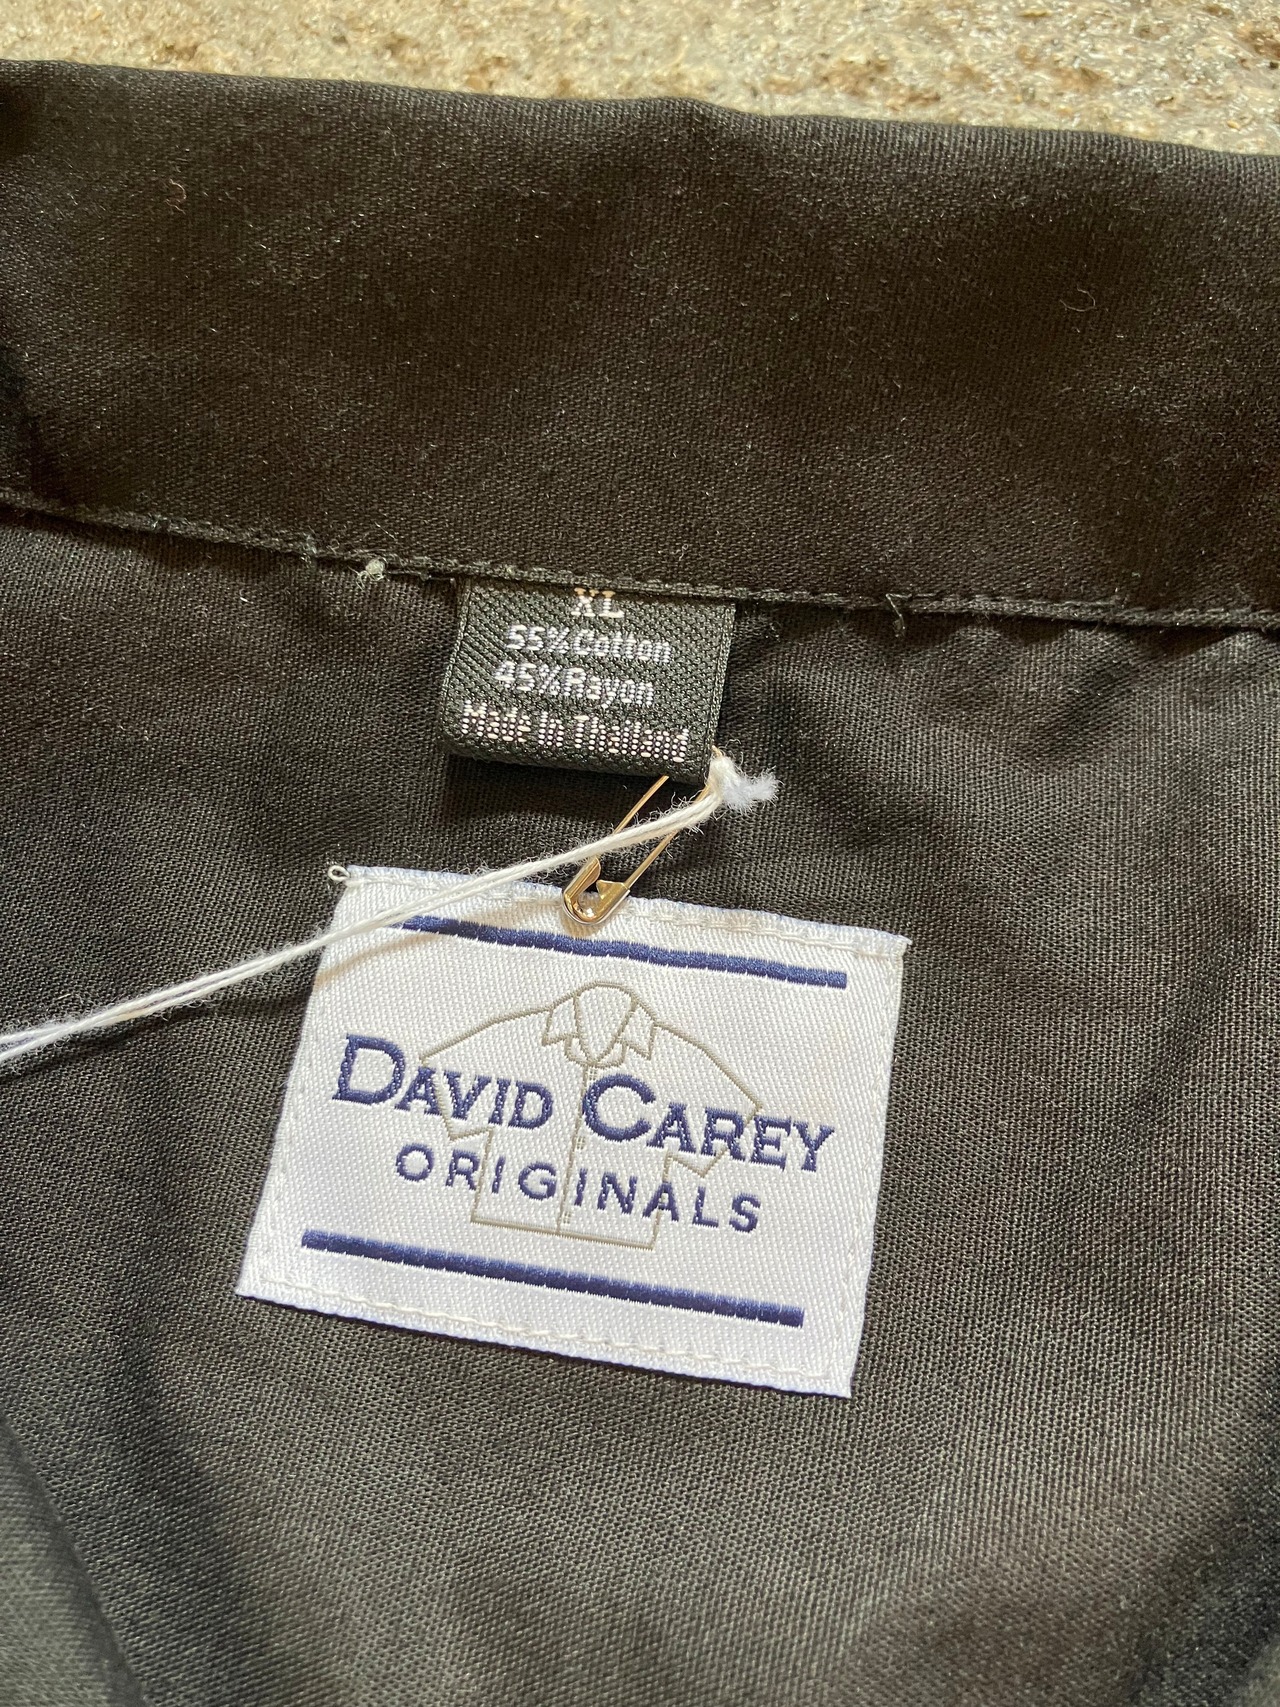 XL
55%Cotton
45%Rayon
Made In Thailand
DAVID CAREY
ORIGINALS